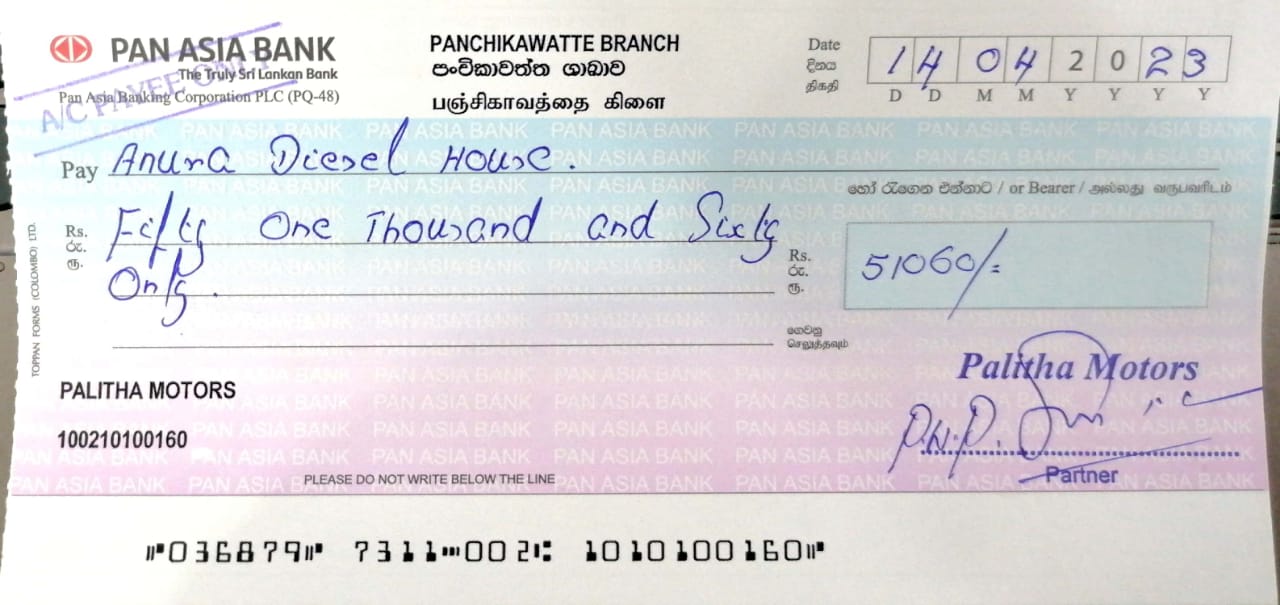 PAN ASIA BANK
The Truly Sri Lankan Bank
Pan Asia Banking Corporation PLC (PQ-48)
A/C PAYEE ONLY
PANCHIKAWATTE BRANCH
පංචිකාවත්ත ශාඛාව
பஞ்சிகாவத்தை கிளை
Date 14 04 2023
දිනය
திகதி
D D M M Y Y Y Y
Pay Anura Diesel House.
හෝ රැගෙන එන්නාට / or Bearer / அல்லது வருபவரிடம்
Rs. Fifty One Thousand and Sixty
රු.
ரூ.
Only.
Rs. 51060/=
රු.
ரூ.
ගෙවනු
செலுத்தவும்
TOPPAN FORMS (COLOMBO) LTD.
PALITHA MOTORS
100210100160
Palitha Motors
Partner
PLEASE DO NOT WRITE BELOW THE LINE
⑈036879⑈ 7311⑉002⑆ 1010100160⑈